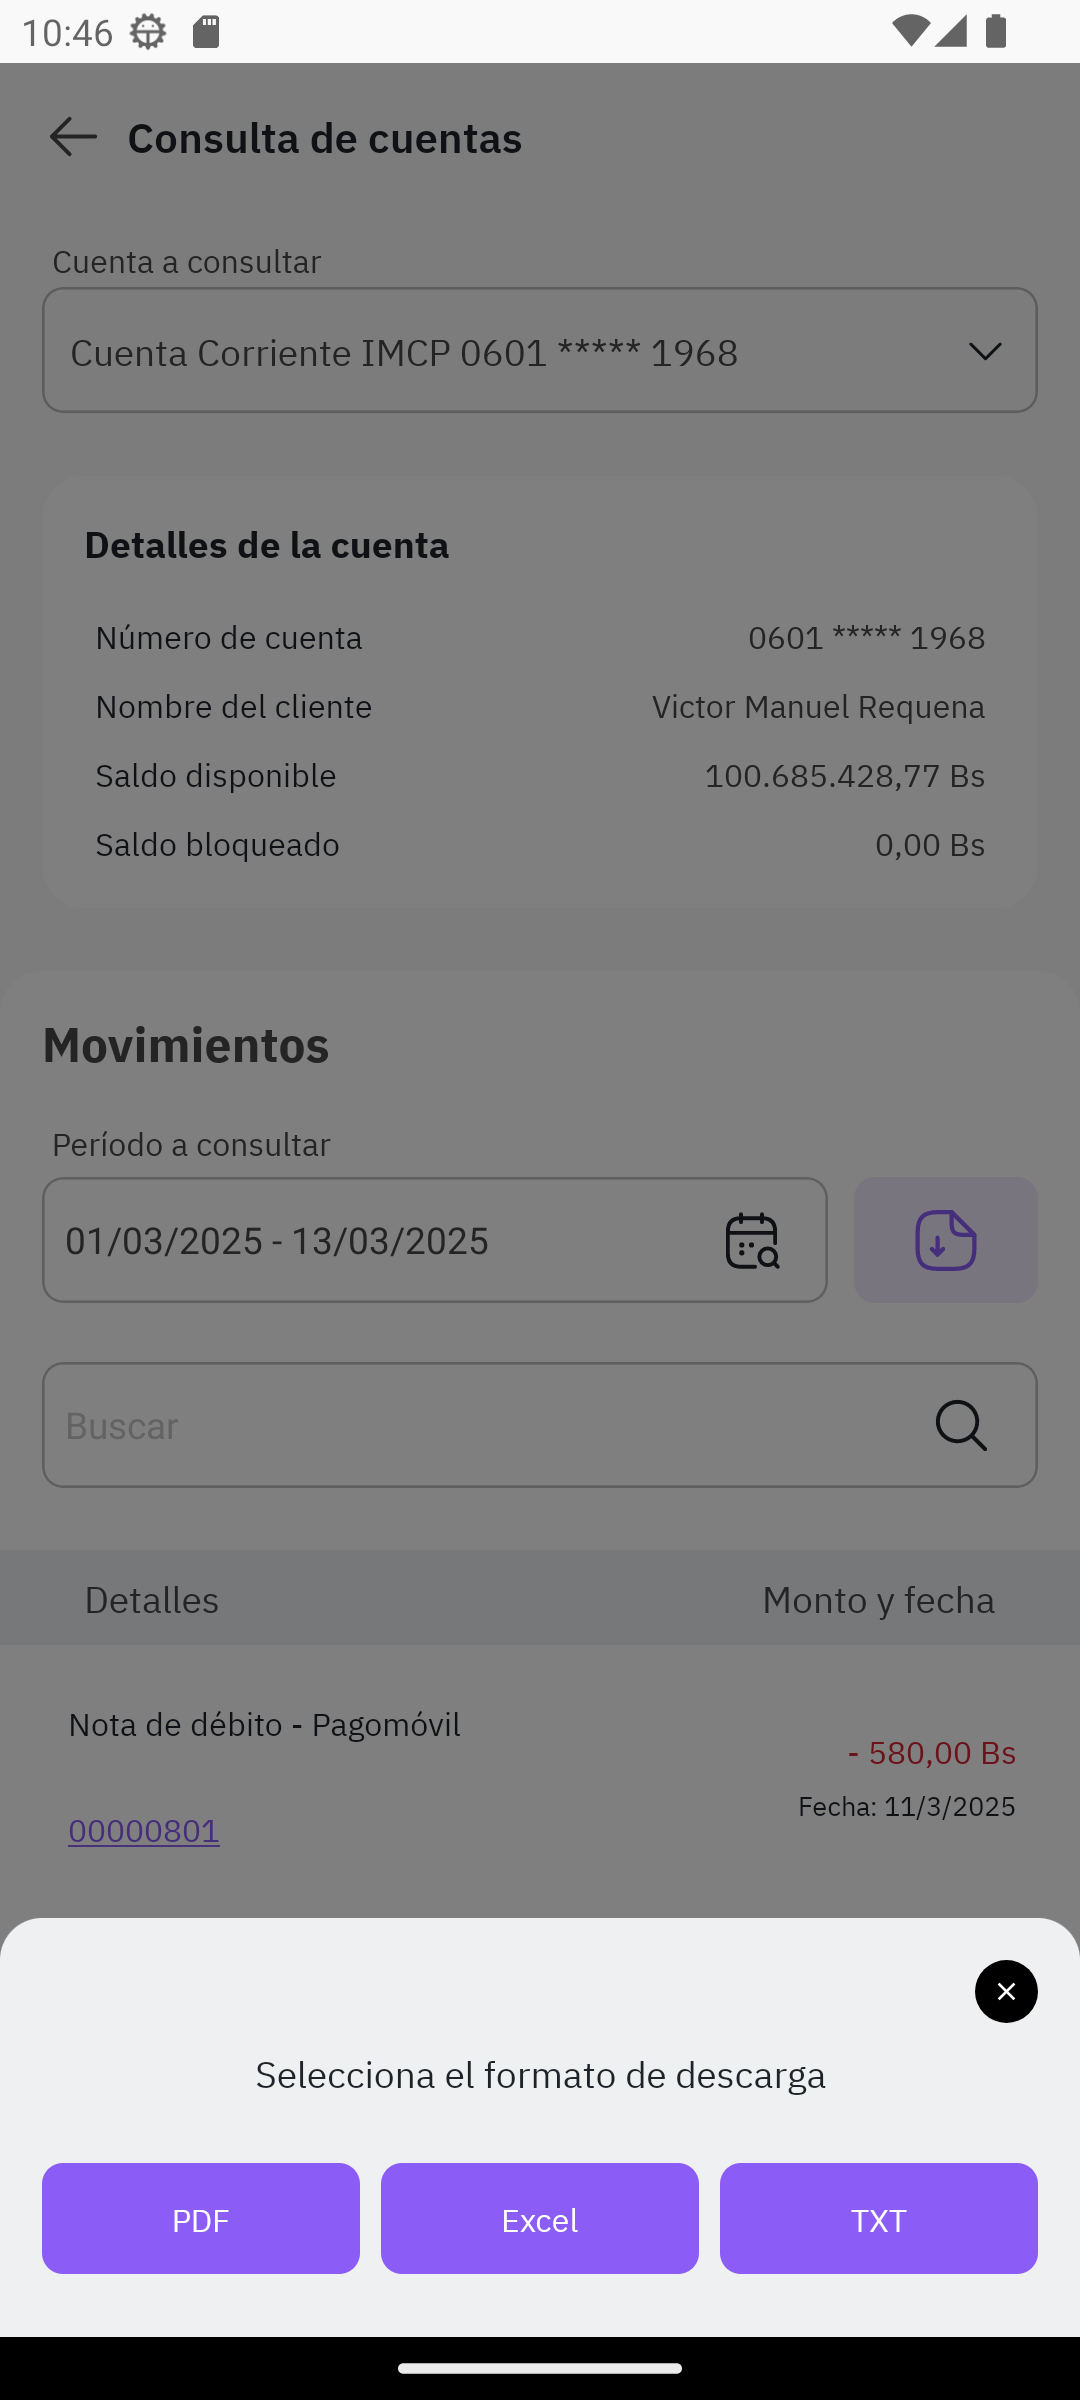 10:46
Consulta de cuentas
Cuenta a consultar
Cuenta Corriente IMCP 0601 ***** 1968
Detalles de la cuenta
Número de cuenta 0601 ***** 1968
Nombre del cliente Victor Manuel Requena
Saldo disponible 100.685.428,77 Bs
Saldo bloqueado 0,00 Bs
Movimientos
Período a consultar
01/03/2025 - 13/03/2025
Buscar
Detalles Monto y fecha
Nota de débito - Pagomóvil
- 580,00 Bs
Fecha: 11/3/2025
00000801
Selecciona el formato de descarga
PDF Excel TXT